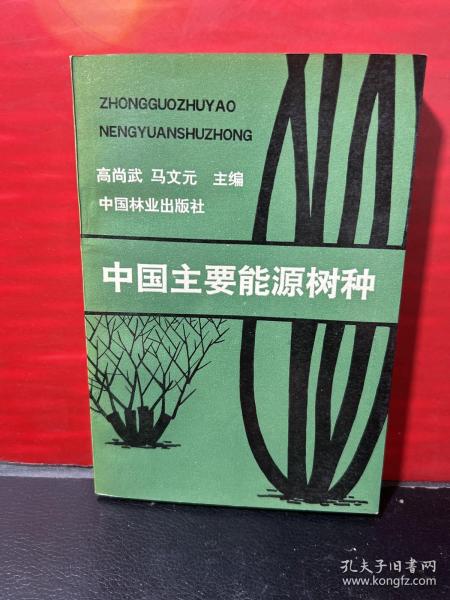 ZHONGGUOZHUYAO
NENGYUANSHUZHONG
高尚武 马文元 主编
中国林业出版社
中国主要能源树种
孔夫子旧书网
www.kongfz.com